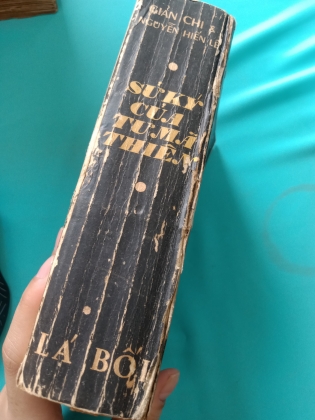 GIẢN CHI &
NGUYỄN HIẾN LÊ
SỬ KÝ
CỦA
TƯ MÃ
THIÊN
LÁ BỐI